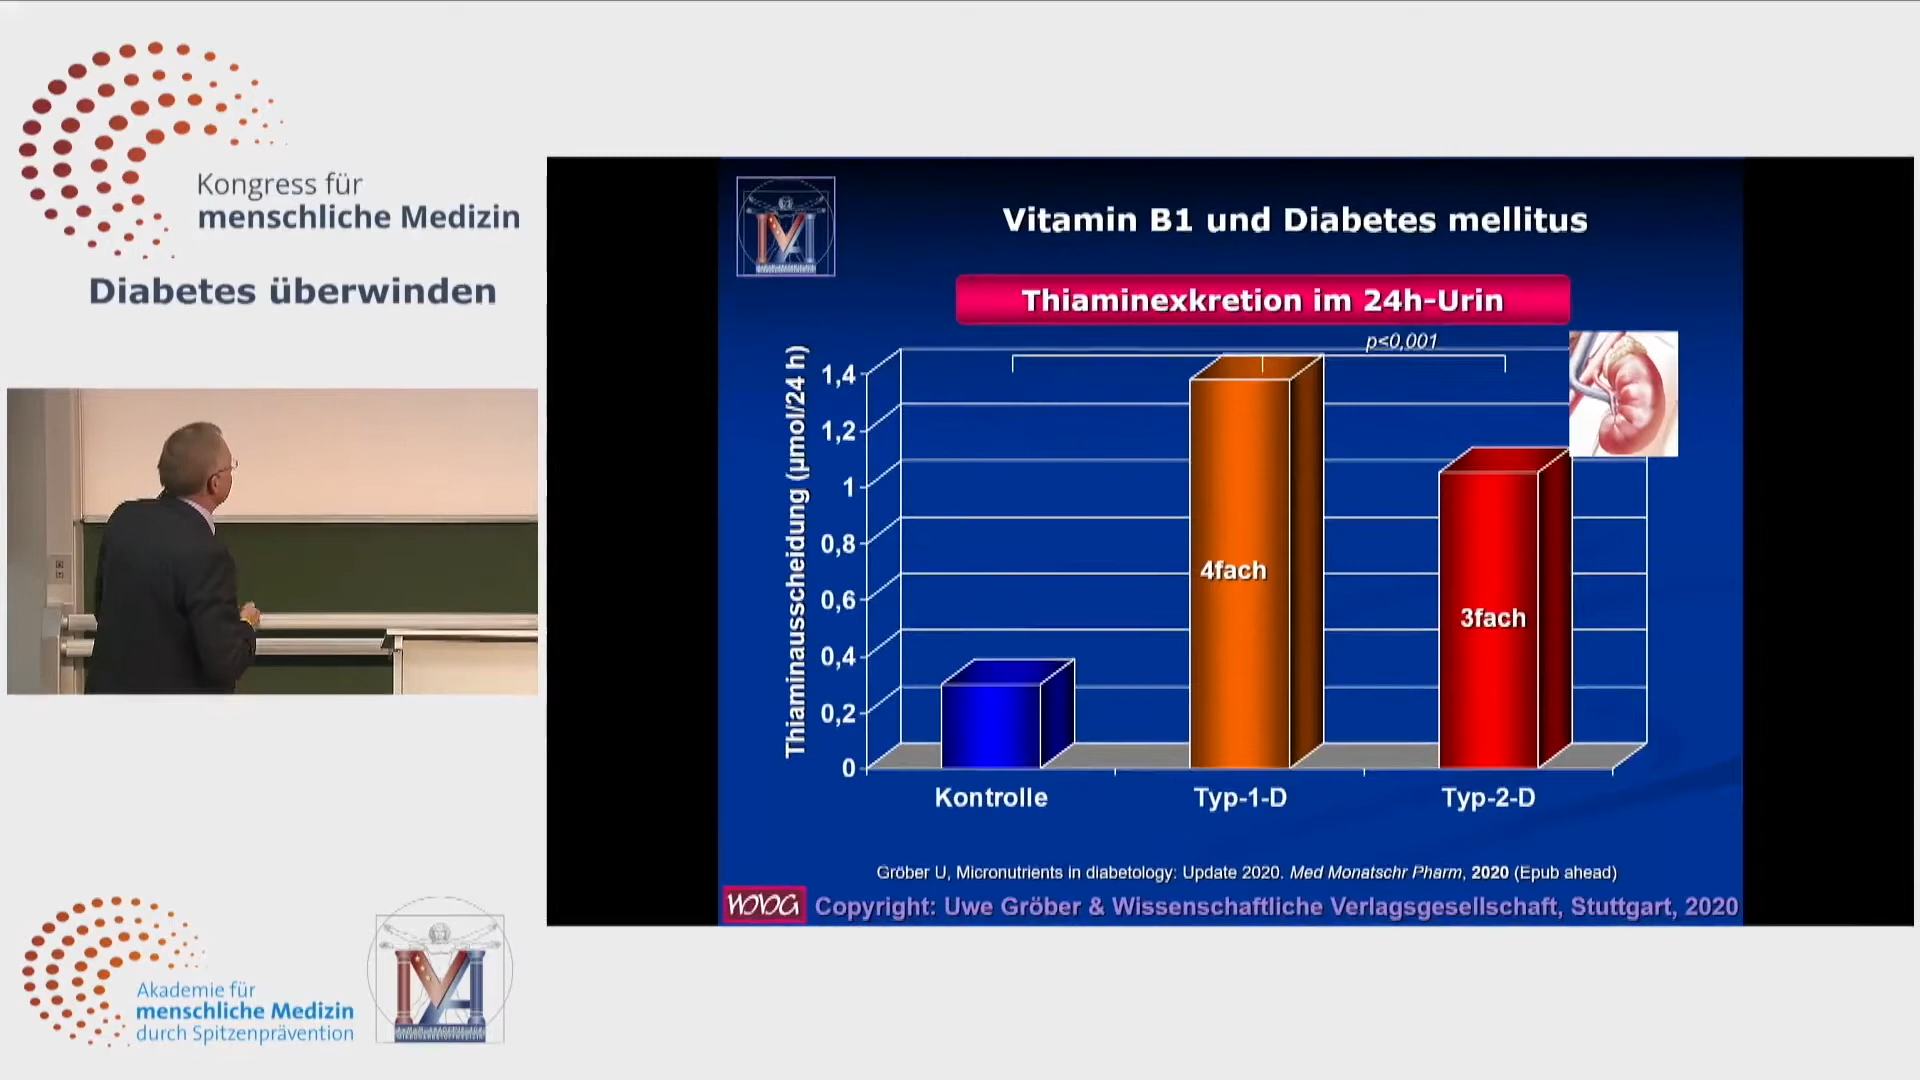 Kongress für
menschliche Medizin
Diabetes überwinden
Vitamin B1 und Diabetes mellitus
Thiaminexkretion im 24h-Urin
p<0,001
Thiaminausscheidung (µmol/24 h)
1,4
1,2
1
0,8
0,6
0,4
0,2
0
4fach
3fach
Kontrolle
Typ-1-D
Typ-2-D
Gröber U, Micronutrients in diabetology: Update 2020. Med Monatschr Pharm, 2020 (Epub ahead)
Copyright: Uwe Gröber & Wissenschaftliche Verlagsgesellschaft, Stuttgart, 2020
Akademie für
menschliche Medizin
durch Spitzenprävention